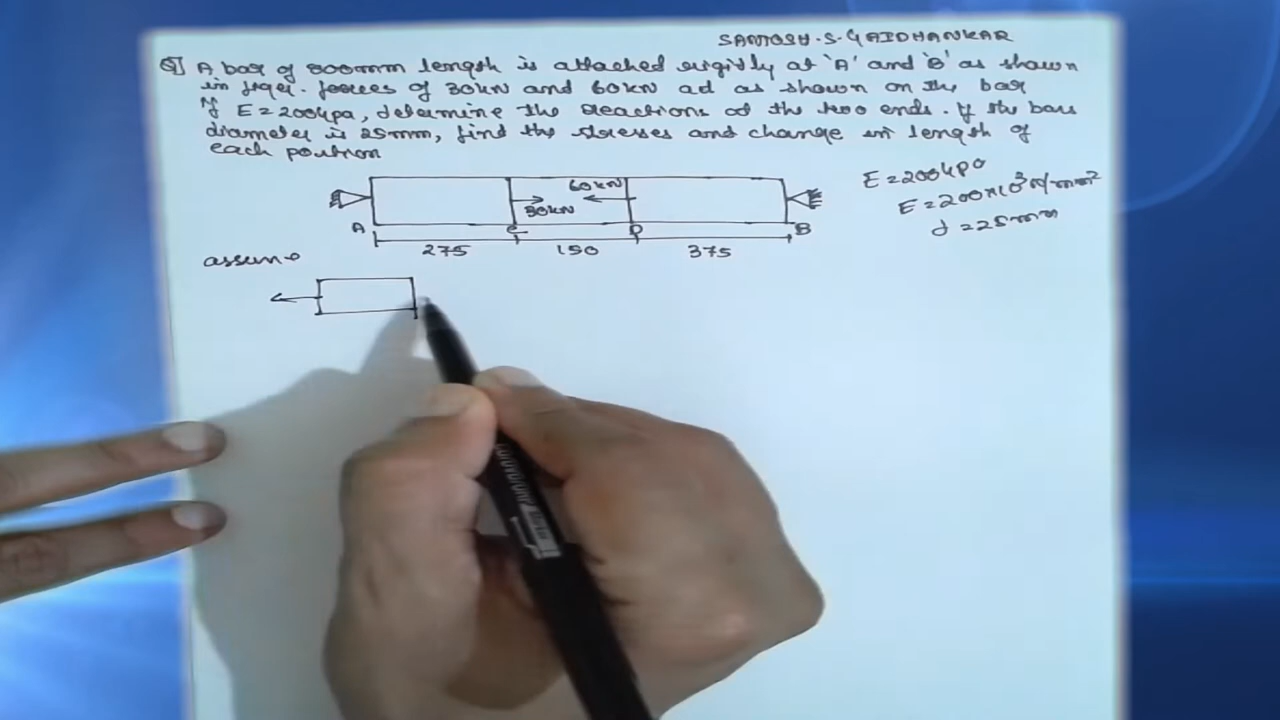 SANTOSH.S.GAIDHANKAR
Q] A bar of 800mm length is attached rigidly at 'A' and 'B' as shown
in figer. forces of 30kN and 60kN act as shown on the bar
If E=200Gpa, determine the reactions at the two ends. If the bars
diameter is 25mm, find the stresses and change in length of
each portion
60kN
30kN
A C D B
275 150 375
E=200Gpa
E=200×10³N/mm²
d=25mm
assume